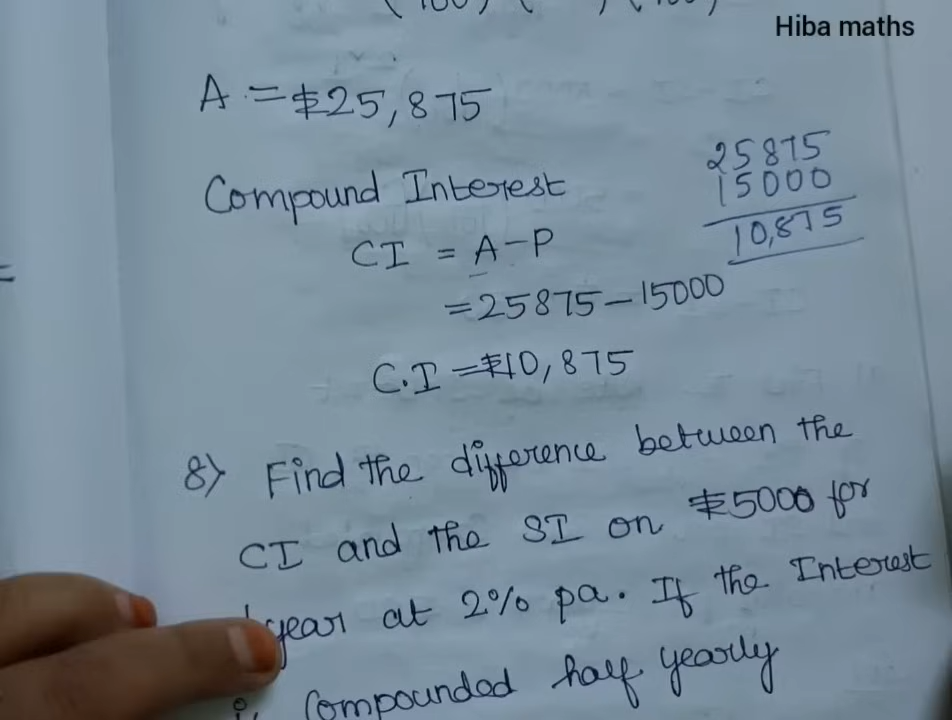 Hiba maths
A = ₹25,875
25875
15000
10,875
Compound Interest
CI = A-P
=25875-15000
C.I =₹10,875
8) Find the difference between the
CI and the SI on ₹5000 for
year at 2% pa. If the Interest
compounded half yearly